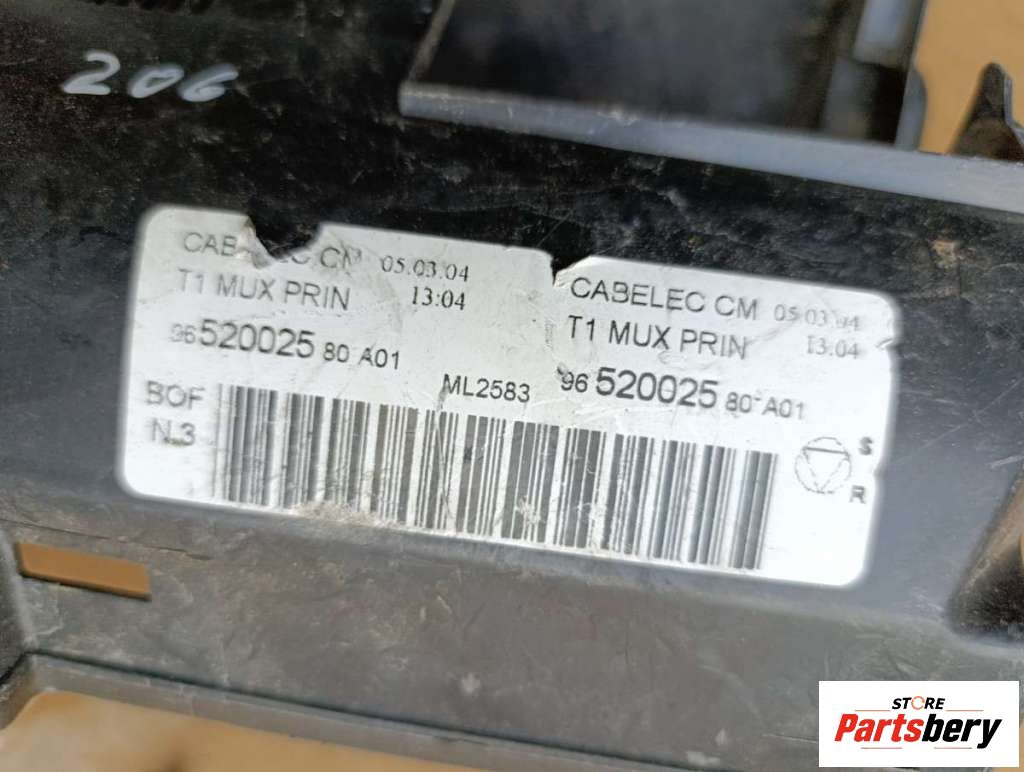 206
CABELEC CM 05.03.04
T1 MUX PRIN 13:04
96 520025 80 A01
ML2583
BOF
N.3
CABELEC CM 05.03.04
T1 MUX PRIN 13.04
96 520025 80-A01
S
R
STORE
Partsbery